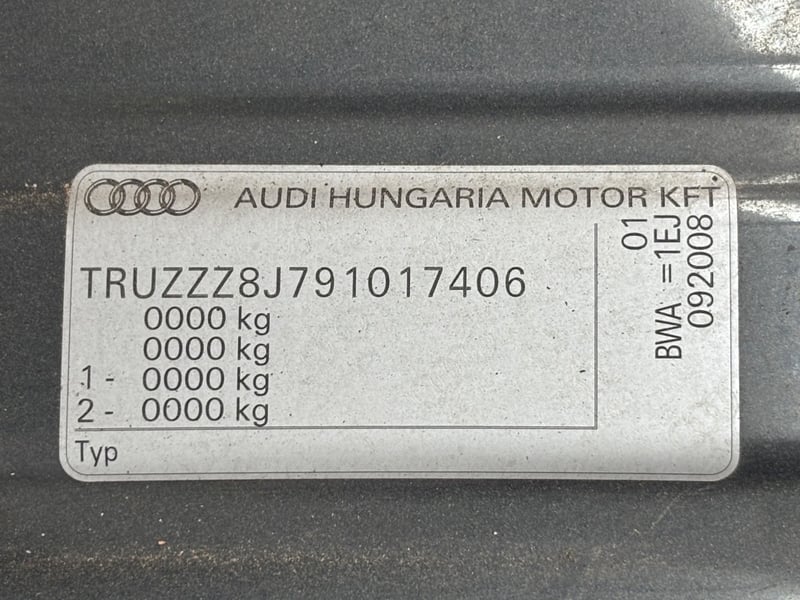 AUDI HUNGARIA MOTOR KFT
TRUZZZ8J791017406
0000 kg
0000 kg
1 - 0000 kg
2 - 0000 kg
Typ
01
BWA =1EJ
092008